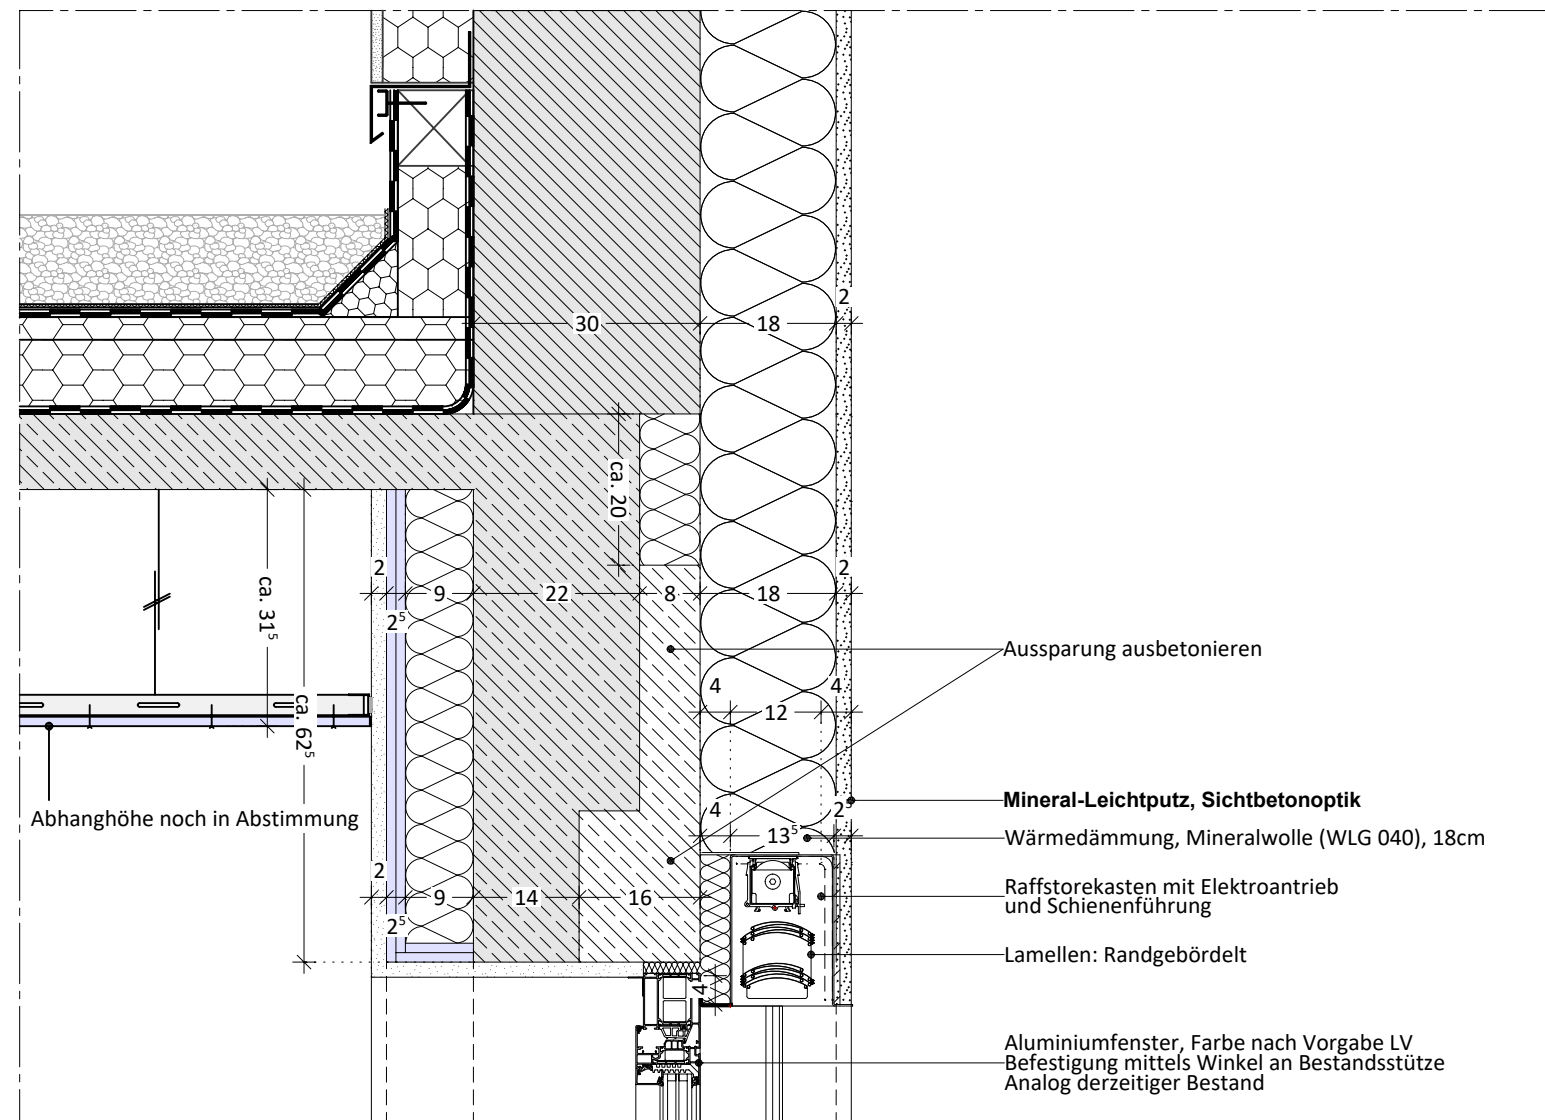 2
30
18
ca. 20
2
9
22
8
18
2
2⁵
ca. 31⁵
Aussparung ausbetonieren
4
4
12
ca. 62⁵
Abhanghöhe noch in Abstimmung
Mineral-Leichtputz, Sichtbetonoptik
4
13⁵
2⁵
Wärmedämmung, Mineralwolle (WLG 040), 18cm
2
9
14
16
2⁵
Raffstorekasten mit Elektroantrieb
und Schienenführung
Lamellen: Randgebördelt
4
Aluminiumfenster, Farbe nach Vorgabe LV
Befestigung mittels Winkel an Bestandsstütze
Analog derzeitiger Bestand